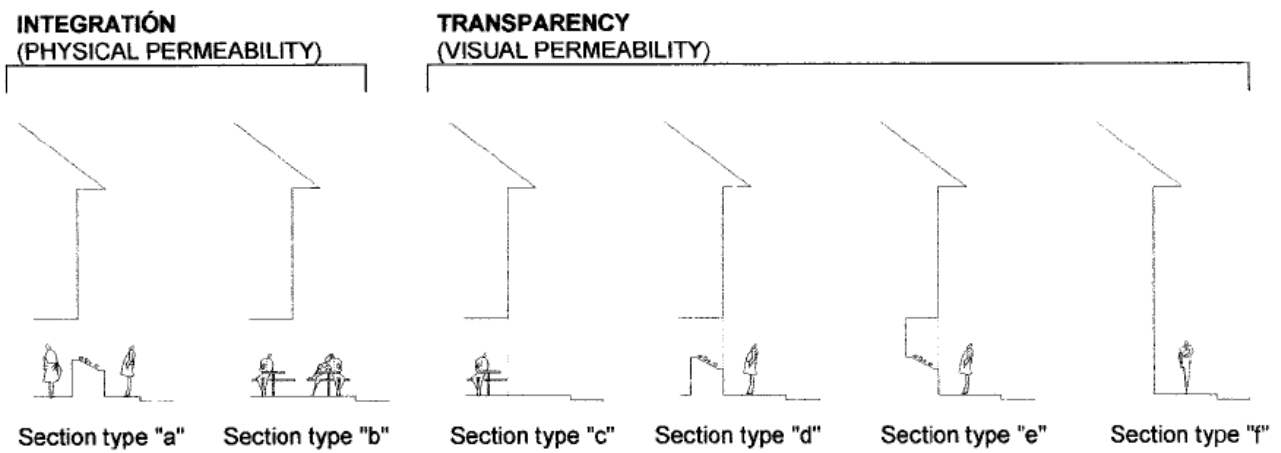 INTEGRATIÓN
(PHYSICAL PERMEABILITY)
TRANSPARENCY
(VISUAL PERMEABILITY)
Section type "a"
Section type "b"
Section type "c"
Section type "d"
Section type "e"
Section type "f"